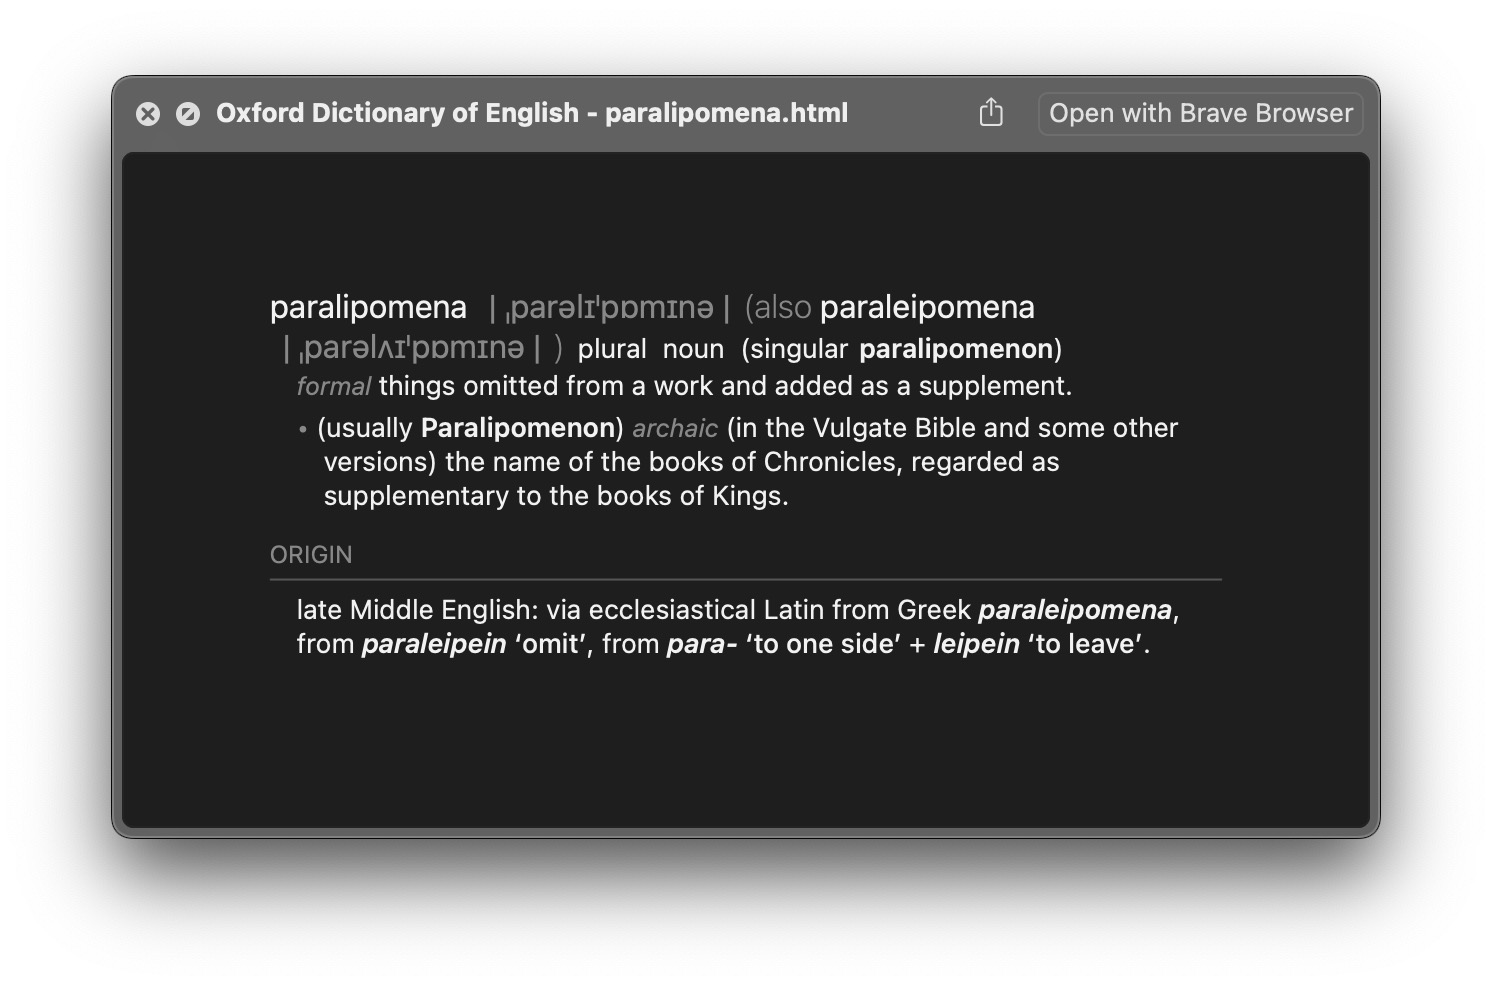 Oxford Dictionary of English - paralipomena.html
Open with Brave Browser
paralipomena | ˌparəlɪˈpɒmɪnə | (also paraleipomena
| ˌparəlʌɪˈpɒmɪnə | ) plural noun (singular paralipomenon)
formal things omitted from a work and added as a supplement.
• (usually Paralipomenon) archaic (in the Vulgate Bible and some other
versions) the name of the books of Chronicles, regarded as
supplementary to the books of Kings.
ORIGIN
late Middle English: via ecclesiastical Latin from Greek paraleipomena,
from paraleipein ‘omit’, from para- ‘to one side’ + leipein ‘to leave’.